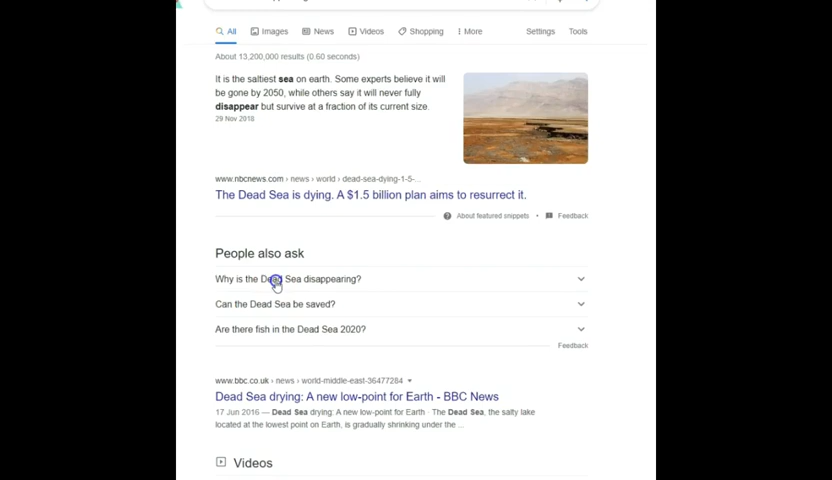 All Images News Videos Shopping More Settings Tools
About 13,200,000 results (0.60 seconds)
It is the saltiest sea on earth. Some experts believe it will
be gone by 2050, while others say it will never fully
disappear but survive at a fraction of its current size.
29 Nov 2018
www.nbcnews.com › news › world › dead-sea-dying-1-5-...
The Dead Sea is dying. A $1.5 billion plan aims to resurrect it.
About featured snippets • Feedback
People also ask
Why is the Dead Sea disappearing?
Can the Dead Sea be saved?
Are there fish in the Dead Sea 2020?
Feedback
www.bbc.co.uk › news › world-middle-east-36477284
Dead Sea drying: A new low-point for Earth - BBC News
17 Jun 2016 — Dead Sea drying: A new low-point for Earth · The Dead Sea, the salty lake
located at the lowest point on Earth, is gradually shrinking under the ...
Videos